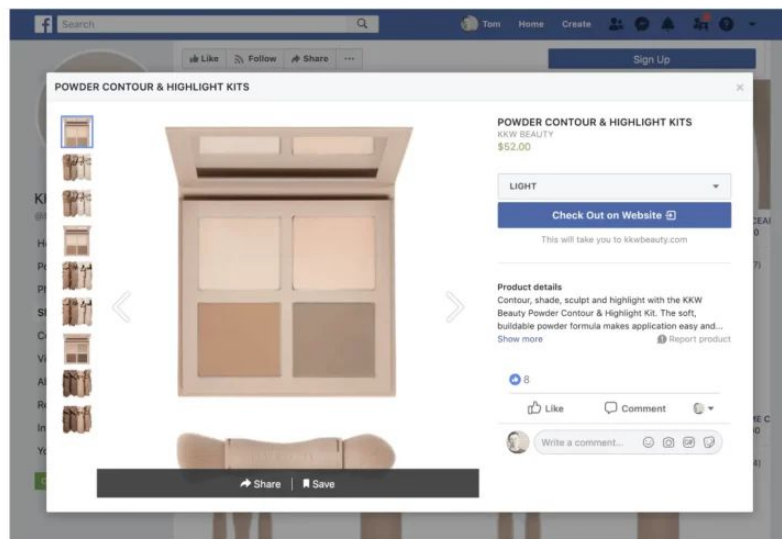 Search
Tom Home Create
Like Follow Share ...
Sign Up
POWDER CONTOUR & HIGHLIGHT KITS
×
POWDER CONTOUR & HIGHLIGHT KITS
KKW BEAUTY
$52.00
LIGHT
Check Out on Website
This will take you to kkwbeauty.com
Product details
Contour, shade, sculpt and highlight with the KKW
Beauty Powder Contour & Highlight Kit. The soft,
buildable powder formula makes application easy and...
Show more Report product
8
Like Comment
Write a comment...
GIF
Share Save